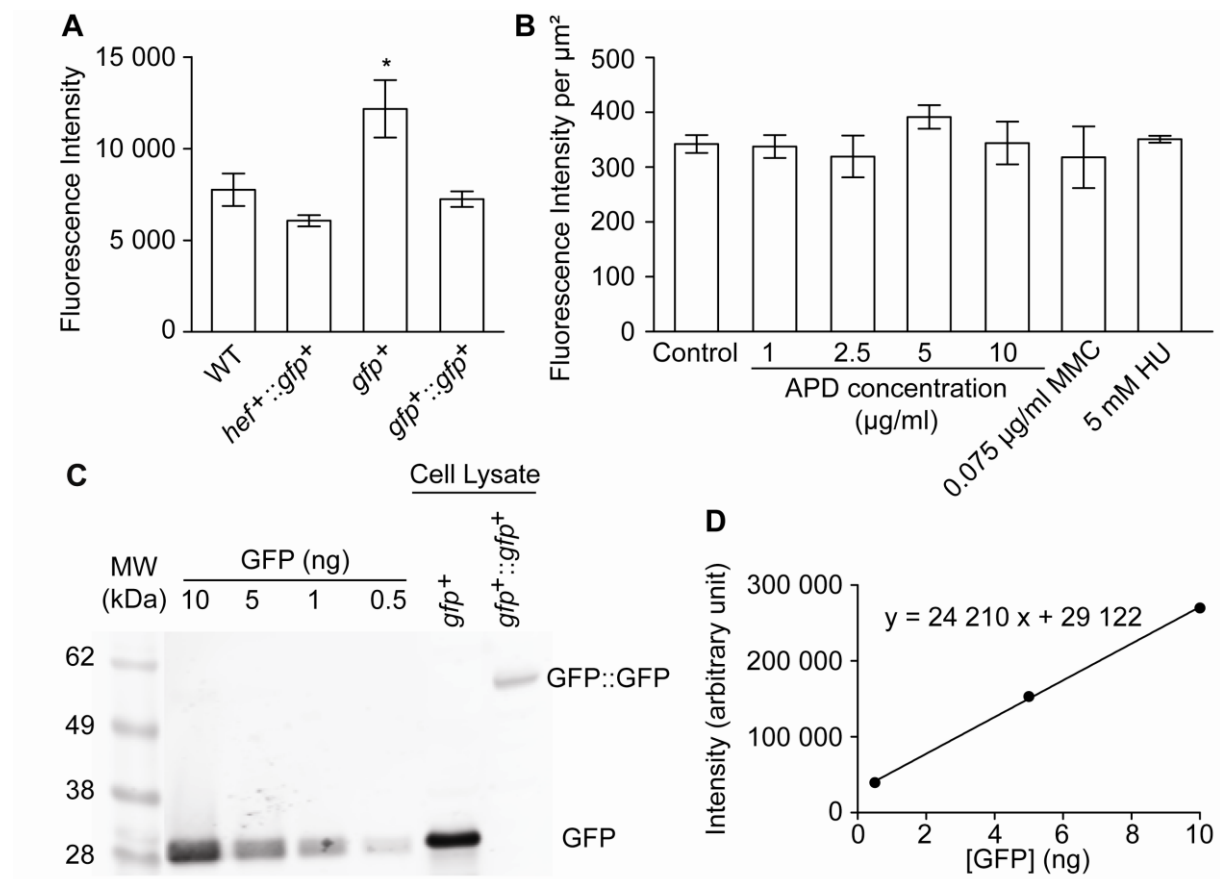 A
Fluorescence Intensity
15 000
10 000
5 000
0
*
WT
hef+::gfp+
gfp+
gfp+::gfp+
B
Fluorescence Intensity per µm²
500
400
300
200
100
0
Control
1
2.5
5
10
APD concentration
(µg/ml)
0.075 µg/ml MMC
5 mM HU
C
Cell Lysate
MW
(kDa)
GFP (ng)
10
5
1
0.5
gfp+
gfp+::gfp+
62
49
38
28
GFP::GFP
GFP
D
Intensity (arbitrary unit)
300 000
200 000
100 000
0
y = 24 210 x + 29 122
0
2
4
6
8
10
[GFP] (ng)